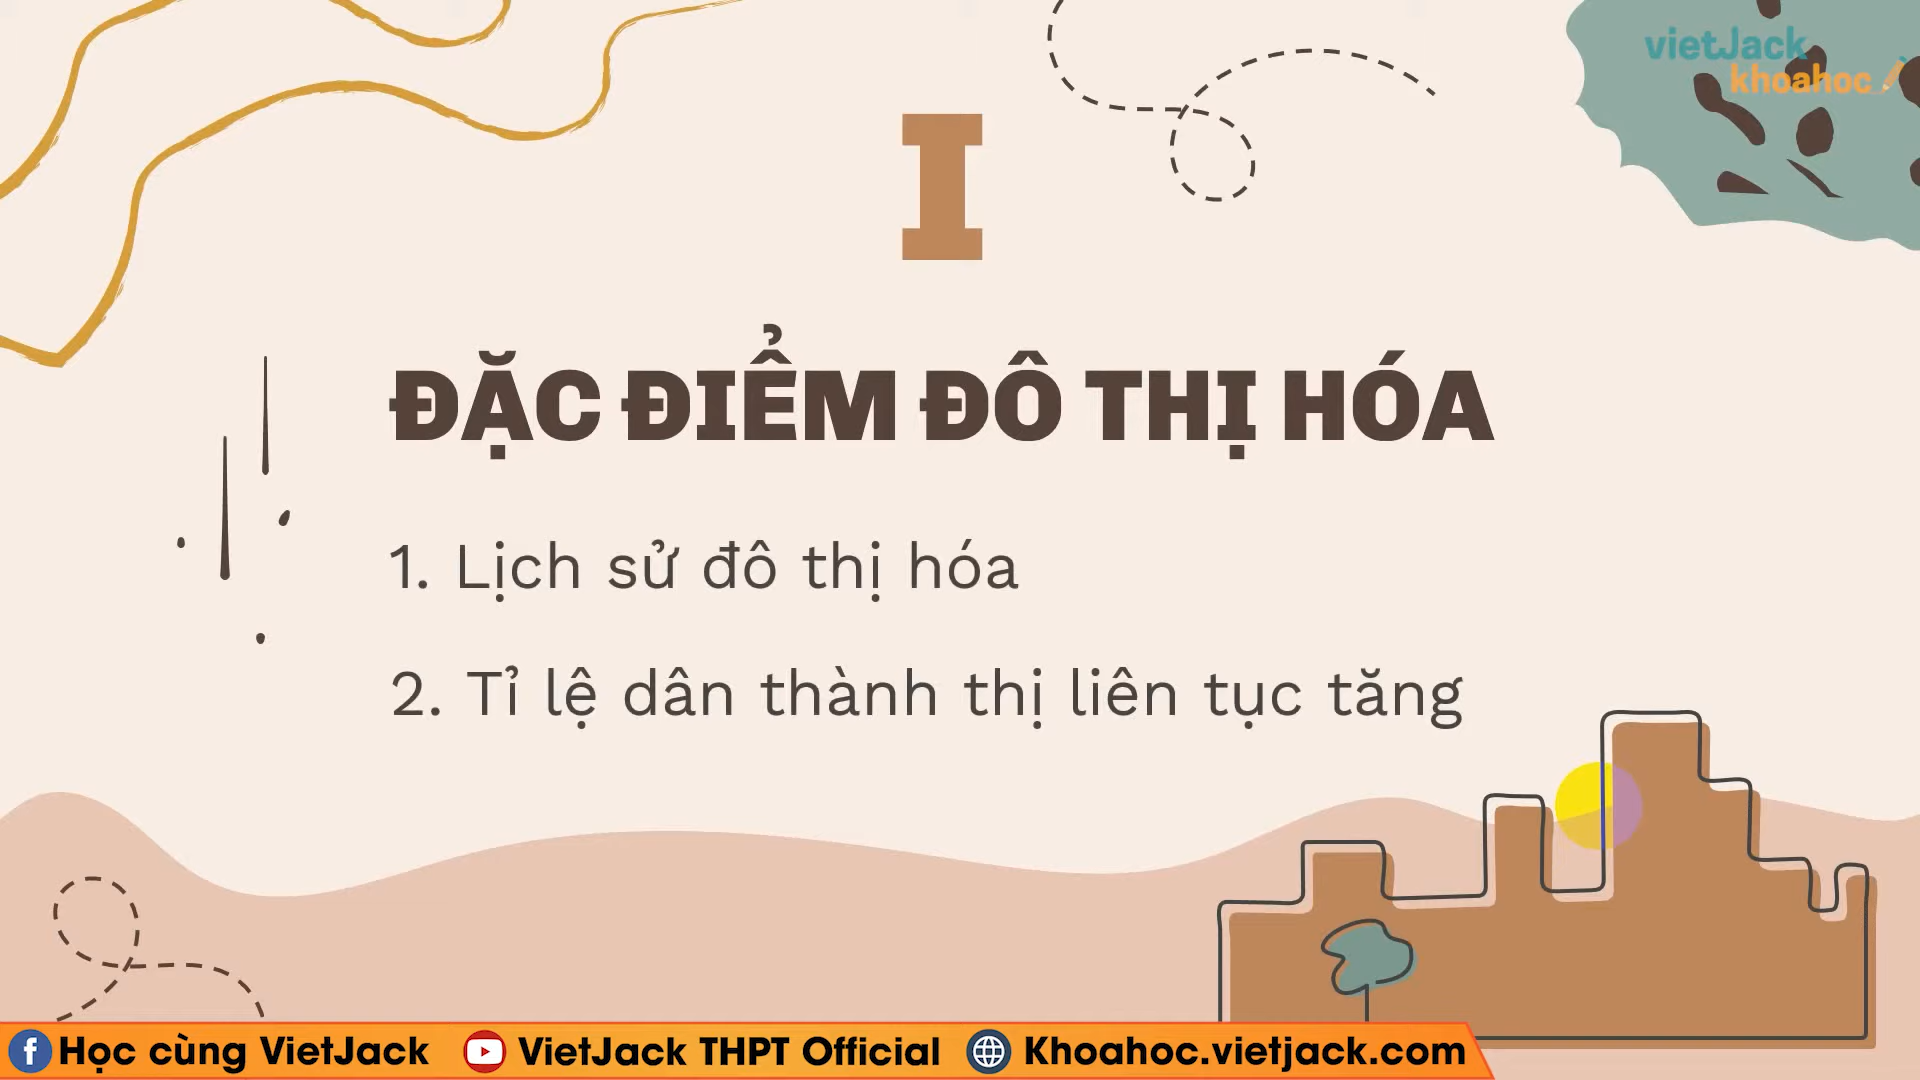 vietJack
khoahoc
I
ĐẶC ĐIỂM ĐÔ THỊ HÓA
1. Lịch sử đô thị hóa
2. Tỉ lệ dân thành thị liên tục tăng
Học cùng VietJack VietJack THPT Official Khoahoc.vietjack.com